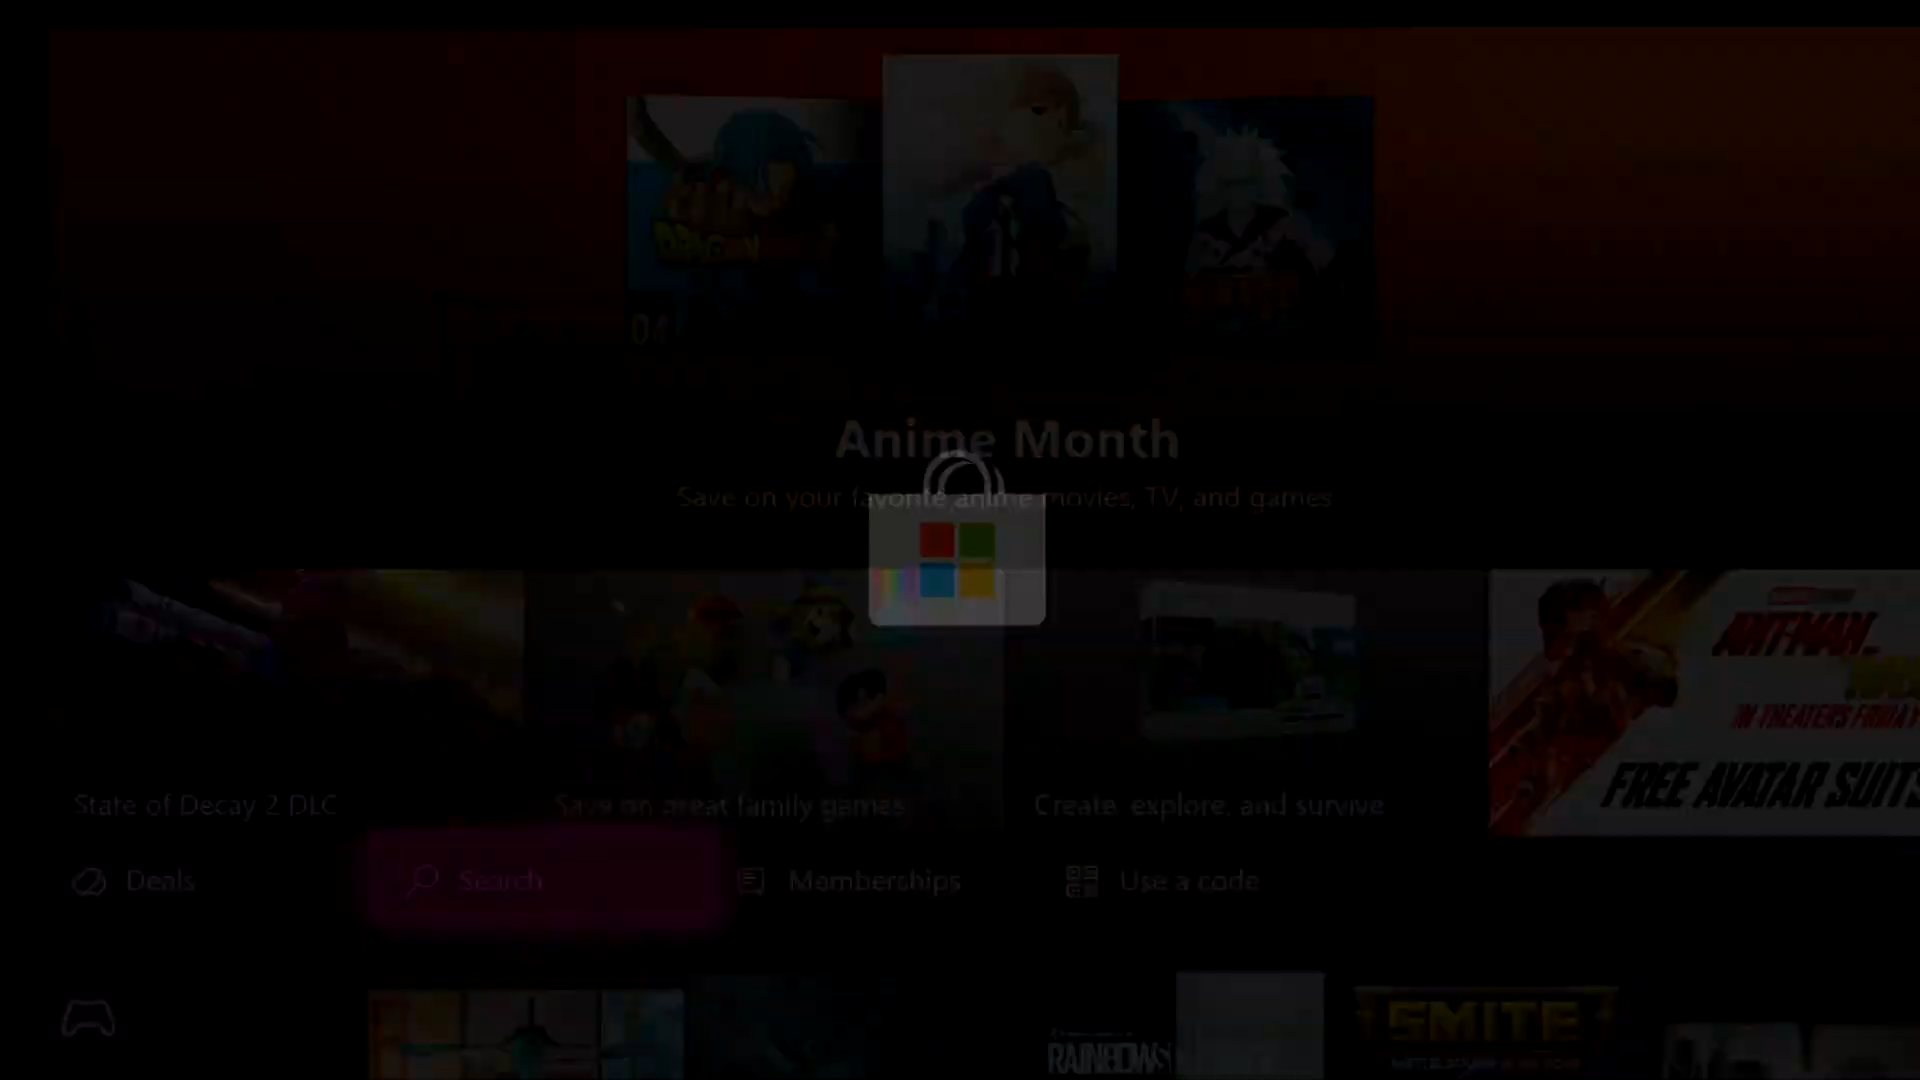 04
Anime Month
Save on your favorite anime movies, TV, and games
ANT-MAN
IN THEATERS FRIDAY
FREE AVATAR SUITS
State of Decay 2 DLC
Save on great family games
Create, explore, and survive
Deals
Search
Memberships
Use a code
RAINBOW
SMITE